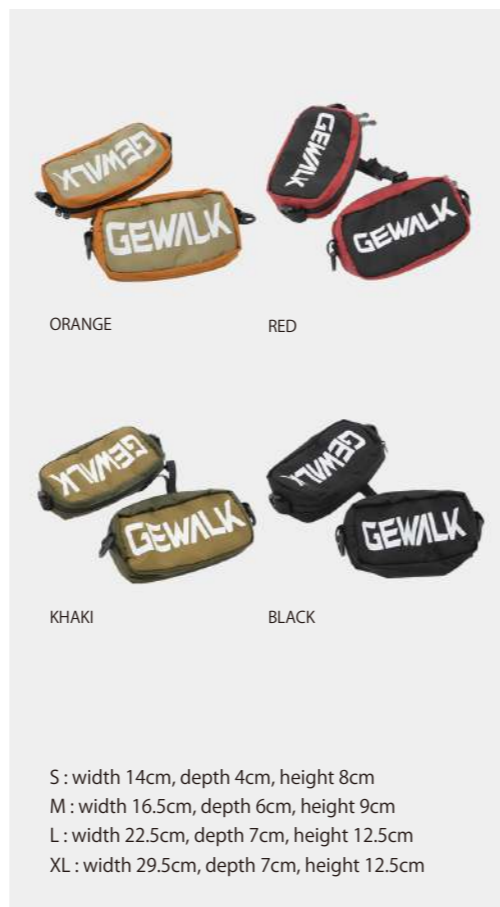 GEWALK
GEWALK
GEWALK
GEWALK
ORANGE
RED
GEWALK
GEWALK
GEWALK
GEWALK
KHAKI
BLACK
S : width 14cm, depth 4cm, height 8cm
M : width 16.5cm, depth 6cm, height 9cm
L : width 22.5cm, depth 7cm, height 12.5cm
XL : width 29.5cm, depth 7cm, height 12.5cm